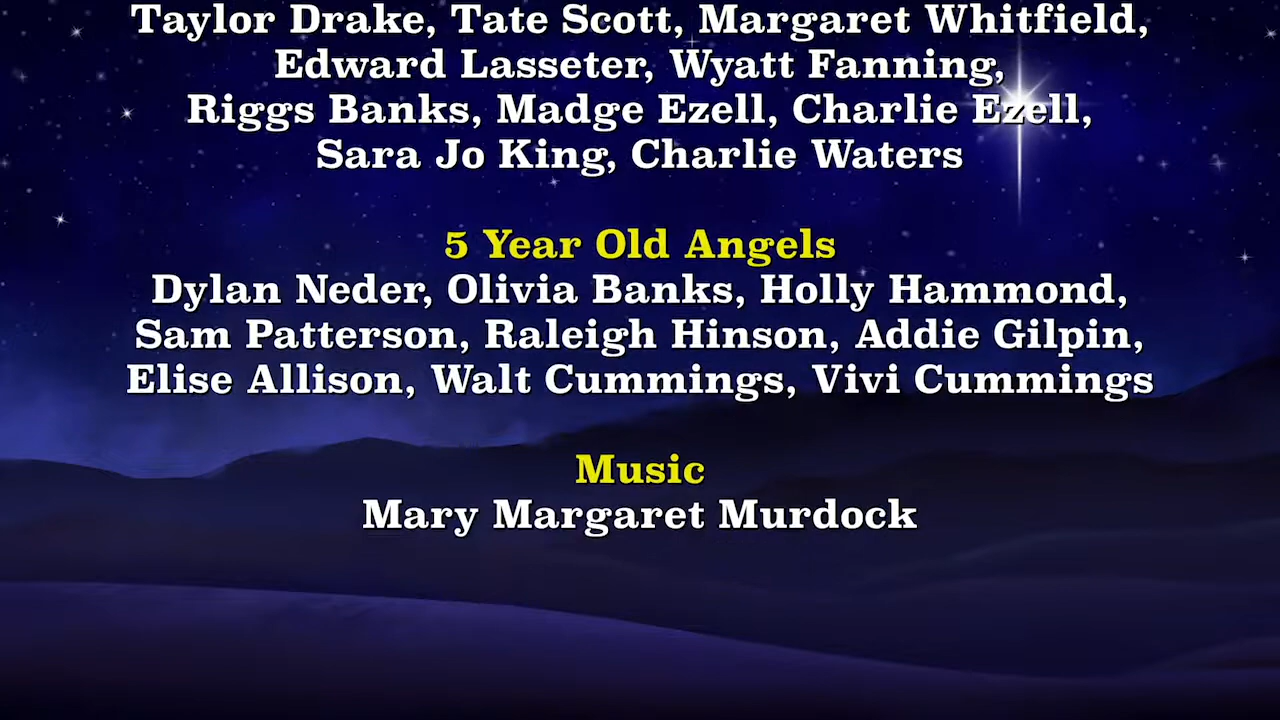 Taylor Drake, Tate Scott, Margaret Whitfield,
Edward Lasseter, Wyatt Fanning,
Riggs Banks, Madge Ezell, Charlie Ezell,
Sara Jo King, Charlie Waters
5 Year Old Angels
Dylan Neder, Olivia Banks, Holly Hammond,
Sam Patterson, Raleigh Hinson, Addie Gilpin,
Elise Allison, Walt Cummings, Vivi Cummings
Music
Mary Margaret Murdock